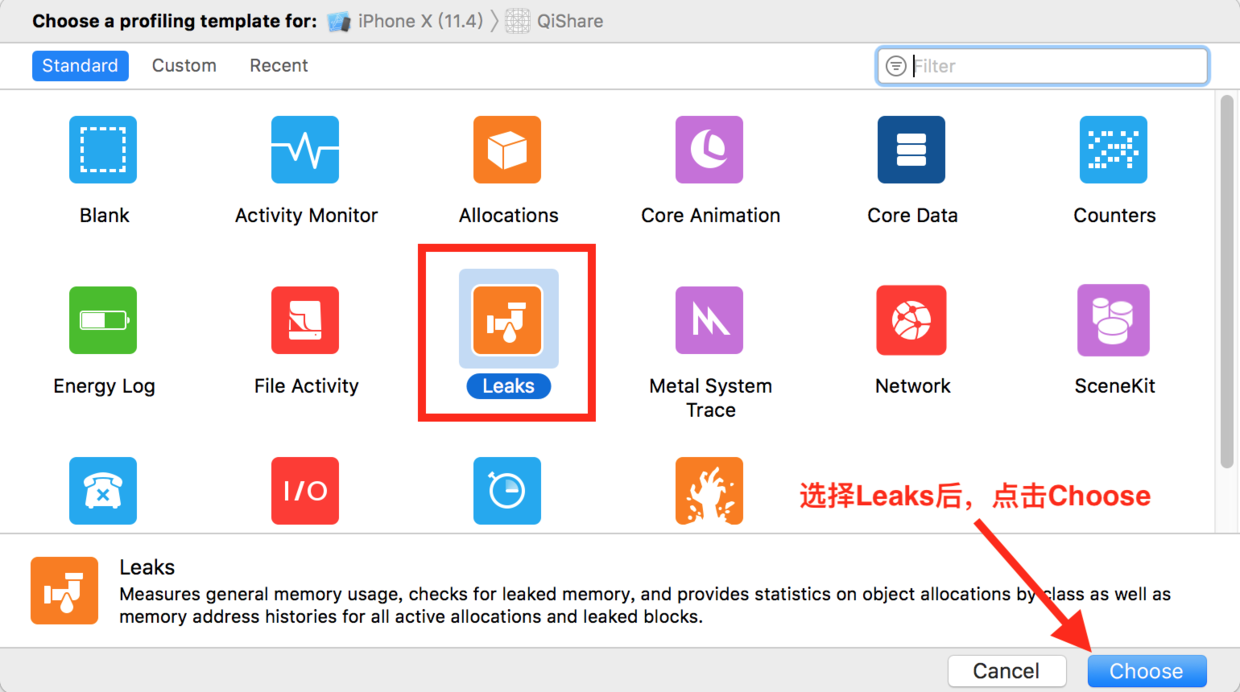 Choose a profiling template for: iPhone X (11.4) 〉 QiShare
Standard Custom Recent Filter
Blank Activity Monitor Allocations Core Animation Core Data Counters
Energy Log File Activity Leaks Metal System Trace Network SceneKit
I/O
选择Leaks后，点击Choose
Leaks
Measures general memory usage, checks for leaked memory, and provides statistics on object allocations by class as well as
memory address histories for all active allocations and leaked blocks.
Cancel Choose